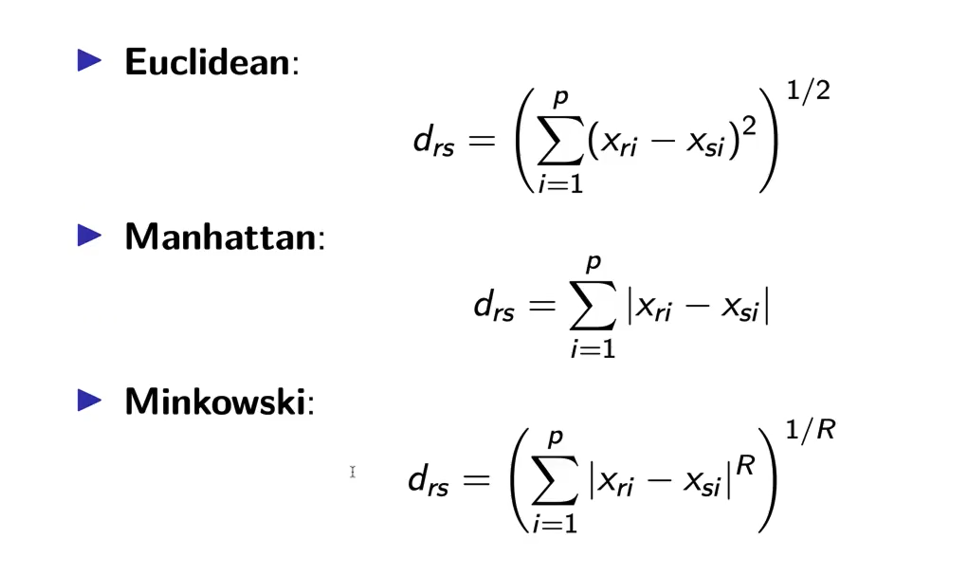 ▶ Euclidean:
d_{rs} = \left( \sum_{i=1}^{p} (x_{ri} - x_{si})^2 \right)^{1/2}
▶ Manhattan:
d_{rs} = \sum_{i=1}^{p} |x_{ri} - x_{si}|
▶ Minkowski:
d_{rs} = \left( \sum_{i=1}^{p} |x_{ri} - x_{si}|^R \right)^{1/R}